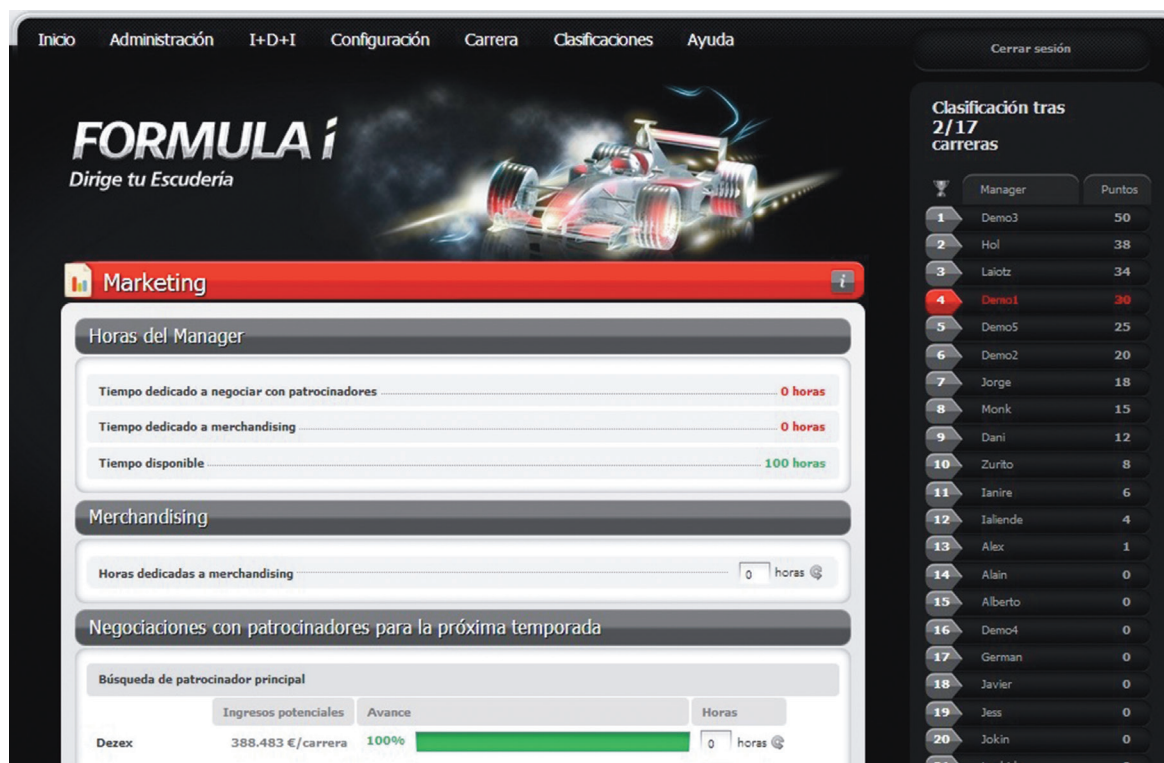 Inicio Administración I+D+I Configuración Carrera Clasificaciones Ayuda
Cerrar sesión
FORMULA i
Dirige tu Escudería
Marketing
i
Horas del Manager
Tiempo dedicado a negociar con patrocinadores 0 horas
Tiempo dedicado a merchandising 0 horas
Tiempo disponible 100 horas
Merchandising
Horas dedicadas a merchandising 0 horas
Negociaciones con patrocinadores para la próxima temporada
Búsqueda de patrocinador principal
Ingresos potenciales Avance Horas
Dezex 388.483 €/carrera 100% 0 horas
Clasificación tras
2/17
carreras
Manager Puntos
1 Demo3 50
2 Hol 38
3 Laiotz 34
4 Demo1 30
5 Demo5 25
6 Demo2 20
7 Jorge 18
8 Monk 15
9 Dani 12
10 Zurito 8
11 Ianire 6
12 Ialiende 4
13 Alex 1
14 Alain 0
15 Alberto 0
16 Demo4 0
17 German 0
18 Javier 0
19 Jess 0
20 Jokin 0